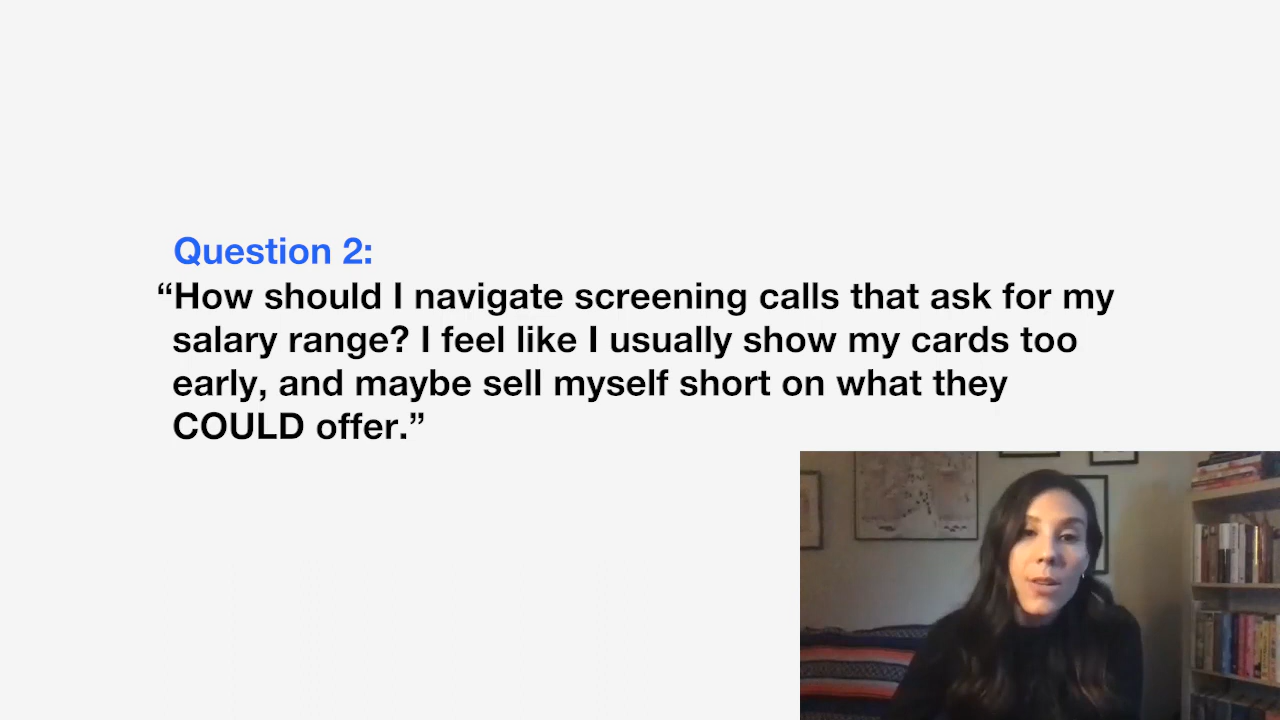 Question 2:
“How should I navigate screening calls that ask for my
salary range? I feel like I usually show my cards too
early, and maybe sell myself short on what they
COULD offer.”